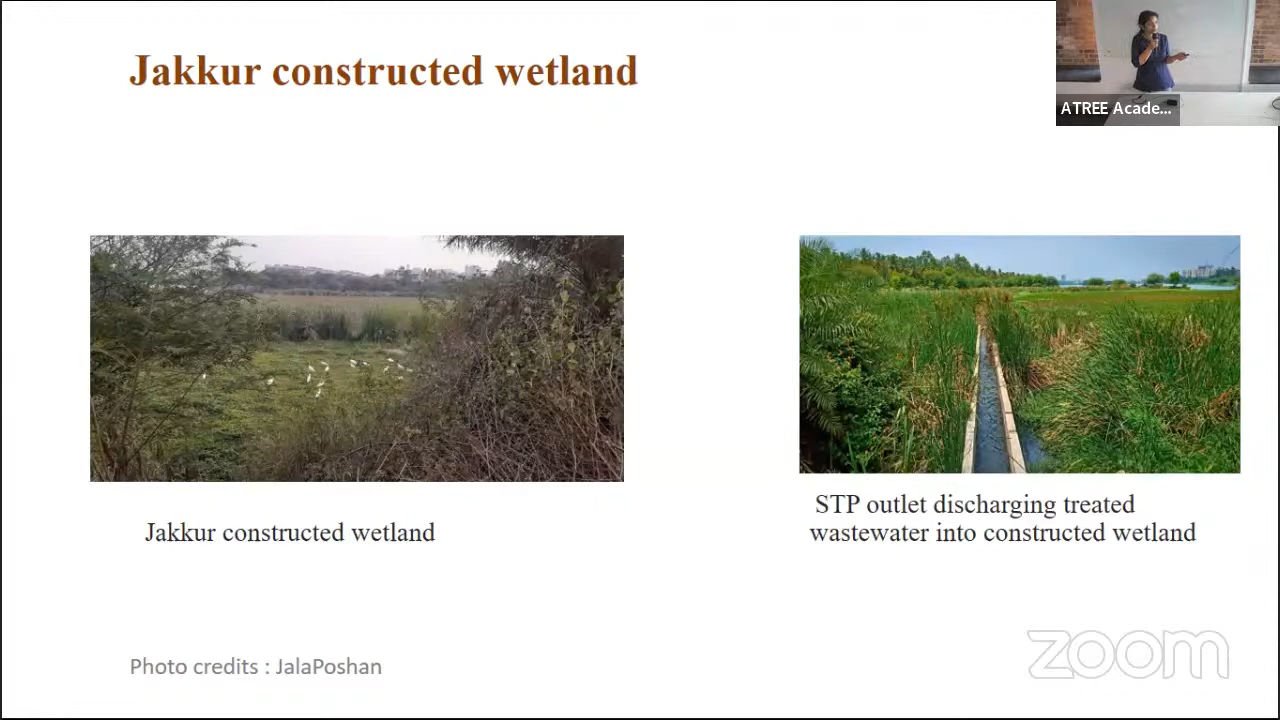 Jakkur constructed wetland
ATREE Acade...
Jakkur constructed wetland
STP outlet discharging treated
wastewater into constructed wetland
Photo credits : JalaPoshan
zoom